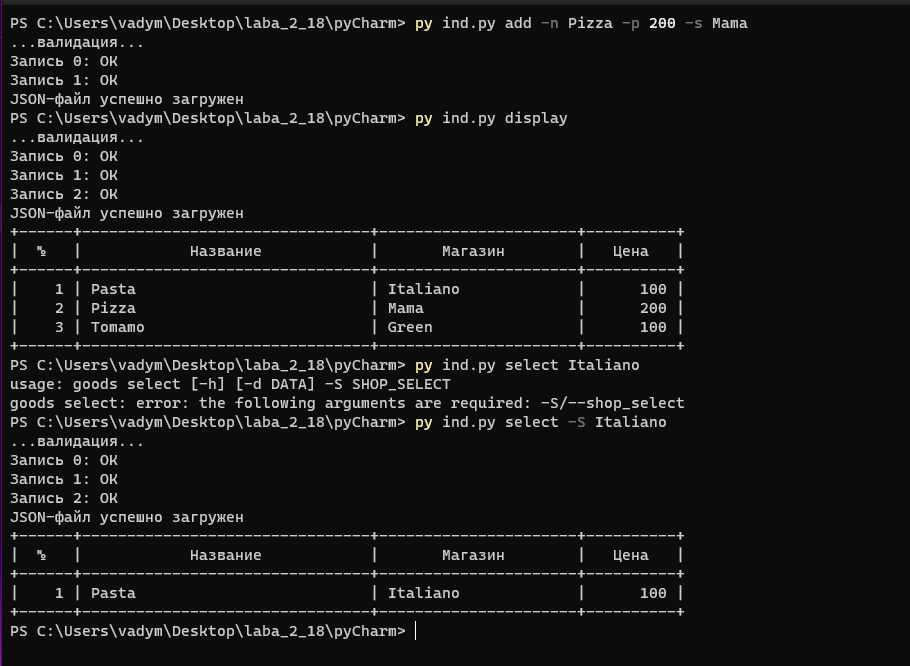 PS C:\Users\vadym\Desktop\laba_2_18\pyCharm> py ind.py add -n Pizza -p 200 -s Mama
...валидация...
Запись 0: OK
Запись 1: OK
JSON-файл успешно загружен
PS C:\Users\vadym\Desktop\laba_2_18\pyCharm> py ind.py display
...валидация...
Запись 0: OK
Запись 1: OK
Запись 2: OK
JSON-файл успешно загружен
+------+--------------------------------+----------------------+----------+
|  №   |            Название            |       Магазин        |   Цена   |
+------+--------------------------------+----------------------+----------+
|    1 | Pasta                          | Italiano             |      100 |
|    2 | Pizza                          | Mama                 |      200 |
|    3 | Tomamo                         | Green                |      100 |
+------+--------------------------------+----------------------+----------+
PS C:\Users\vadym\Desktop\laba_2_18\pyCharm> py ind.py select Italiano
usage: goods select [-h] [-d DATA] -S SHOP_SELECT
goods select: error: the following arguments are required: -S/--shop_select
PS C:\Users\vadym\Desktop\laba_2_18\pyCharm> py ind.py select -S Italiano
...валидация...
Запись 0: OK
Запись 1: OK
Запись 2: OK
JSON-файл успешно загружен
+------+--------------------------------+----------------------+----------+
|  №   |            Название            |       Магазин        |   Цена   |
+------+--------------------------------+----------------------+----------+
|    1 | Pasta                          | Italiano             |      100 |
+------+--------------------------------+----------------------+----------+
PS C:\Users\vadym\Desktop\laba_2_18\pyCharm>